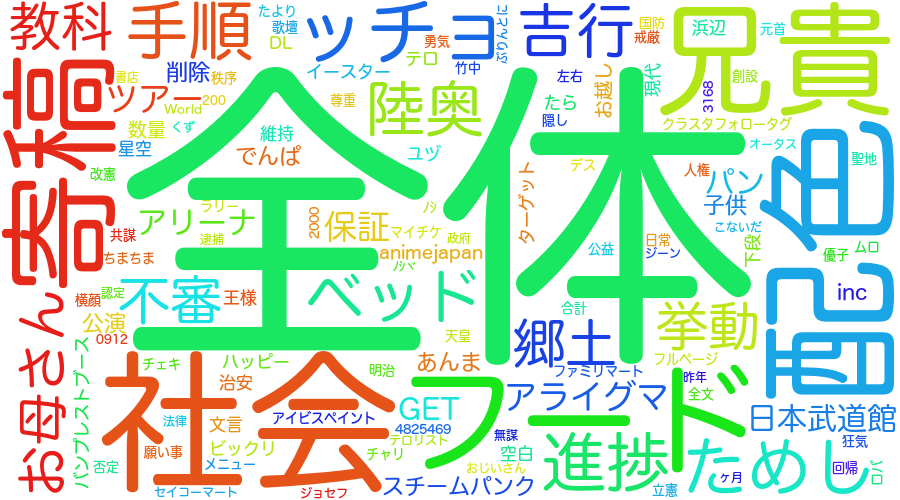 教科
手順
ッチョ
吉行
兄貴
たより
歌壇
DL
ぷりんとに
勇気
竹中
テロ
国防
戒厳
浜辺
元首
寄稿
書店
秩序
削除
イースター
左右
お越し
現代
創設
ツアー
World
200
尊重
陸奥
たら
隠し
3168
数量
くず
維持
クラスタフォロータグ
星空
でんぱ
ユヅ
オータス
配色
全体
改憲
デス
人権
パン
聖地
ターゲット
子供
ラリー
アリーナ
2000
保証
マイチケ
こないだ
共謀
逮捕
政府
日常
公益
ジーン
下段
ムロ
優子
ちまちま
animejapan
不審
王様
ベッド
認定
横顔
inc
公演
合計
挙動
天皇
郷土
0912
お母さん
バンプレストブース
チェキ
ハッピー
あんま
明治
フルページ
社会
フード
治安
ファミリマート
昨年
アライグマ
全文
法律
文言
アイビスペイント
GET
4825469
日本武道館
無謀
狂気
願い事
ビックリ
テロリスト
チャリ
空白
進捗
ためし
否定
メニュー
おじいさん
回帰
セイコーマート
ジョセフ
スチームパンク
立憲
ヶ月